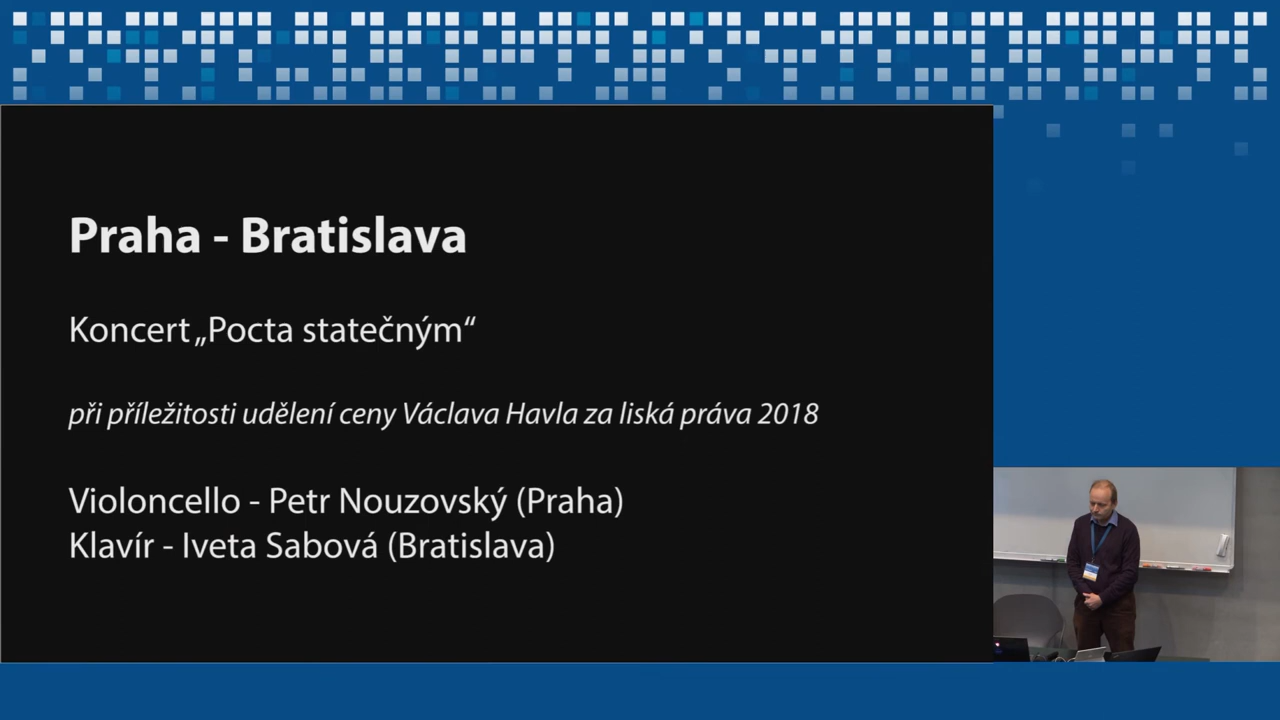 Praha - Bratislava
Koncert „Pocta statečným“
při příležitosti udělení ceny Václava Havla za liská práva 2018
Violoncello - Petr Nouzovský (Praha)
Klavír - Iveta Sabová (Bratislava)